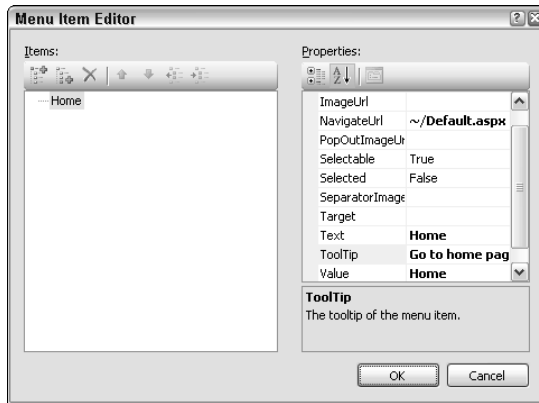 Menu Item Editor
Items:
Properties:
Home
ImageUrl
NavigateUrl ~/Default.aspx
PopOutImageUr
Selectable True
Selected False
SeparatorImage
Target
Text Home
ToolTip Go to home pag
Value Home
ToolTip
The tooltip of the menu item.
OK Cancel